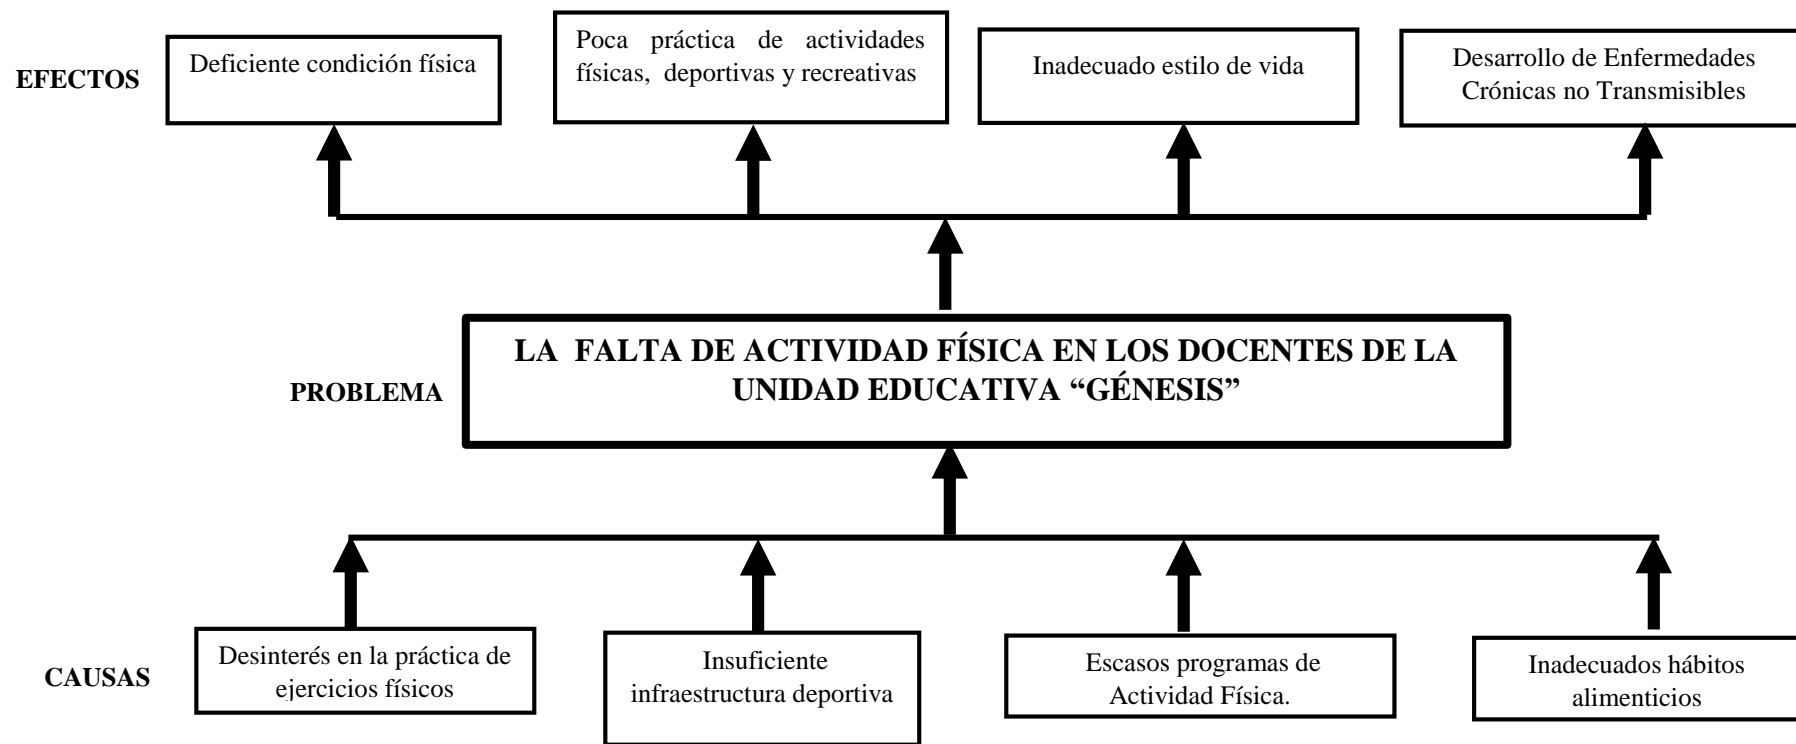 EFECTOS
Deficiente condición física
Poca práctica de actividades
físicas, deportivas y recreativas
Inadecuado estilo de vida
Desarrollo de Enfermedades
Crónicas no Transmisibles
PROBLEMA
LA FALTA DE ACTIVIDAD FÍSICA EN LOS DOCENTES DE LA
UNIDAD EDUCATIVA “GÉNESIS”
CAUSAS
Desinterés en la práctica de
ejercicios físicos
Insuficiente
infraestructura deportiva
Escasos programas de
Actividad Física.
Inadecuados hábitos
alimenticios